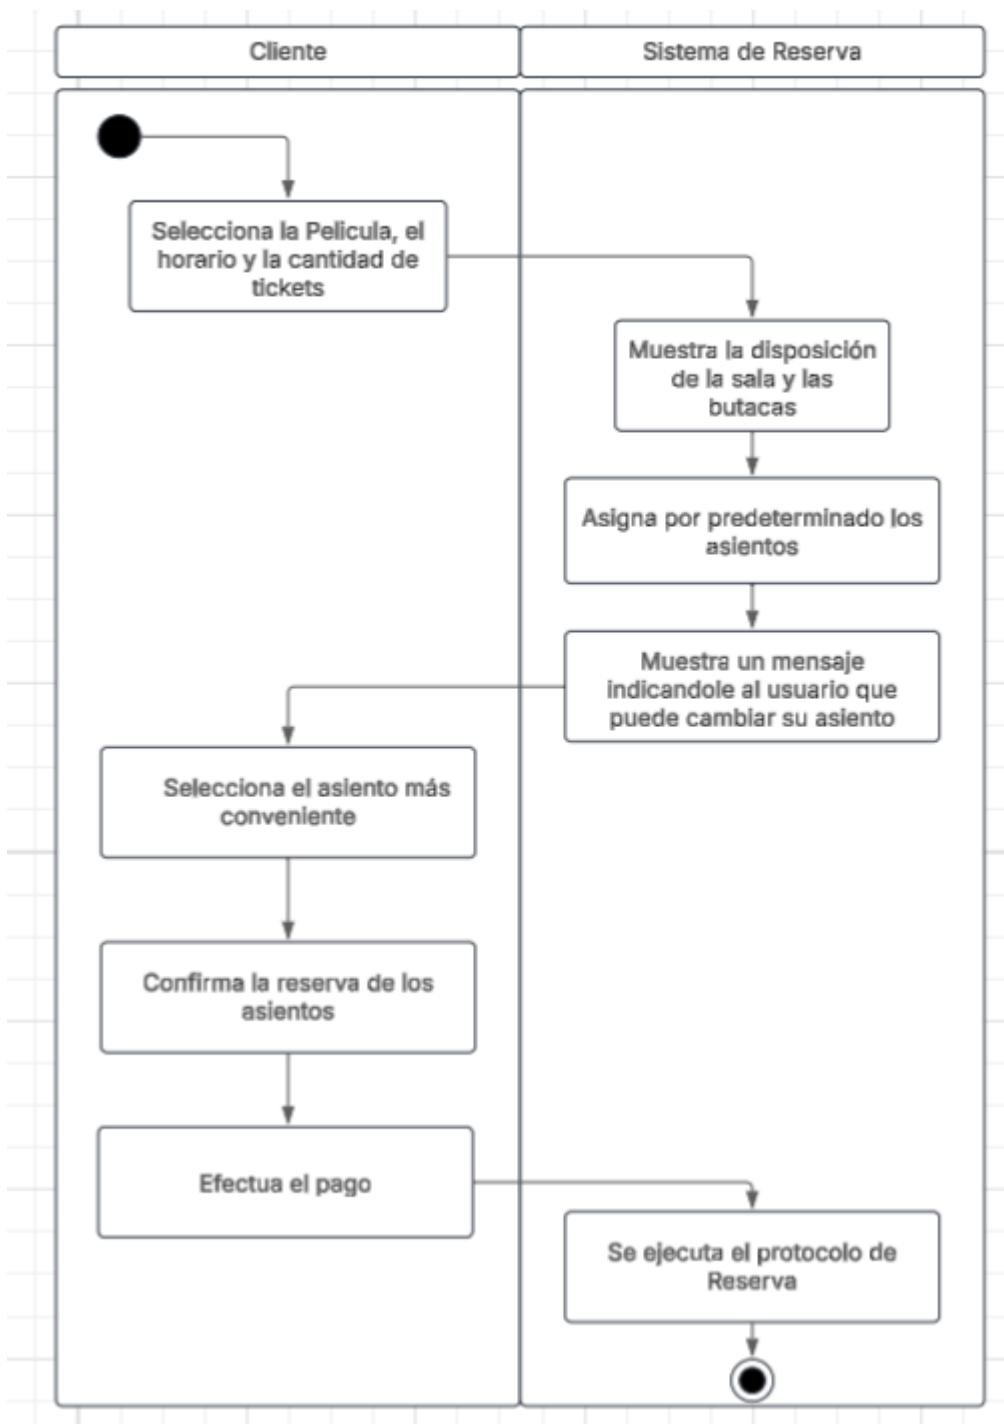 Cliente
Sistema de Reserva
Selecciona la Pelicula, el
horario y la cantidad de
tickets
Muestra la disposición
de la sala y las
butacas
Asigna por predeterminado los
asientos
Muestra un mensaje
indicandole al usuario que
puede cambiar su asiento
Selecciona el asiento más
conveniente
Confirma la reserva de los
asientos
Efectua el pago
Se ejecuta el protocolo de
Reserva